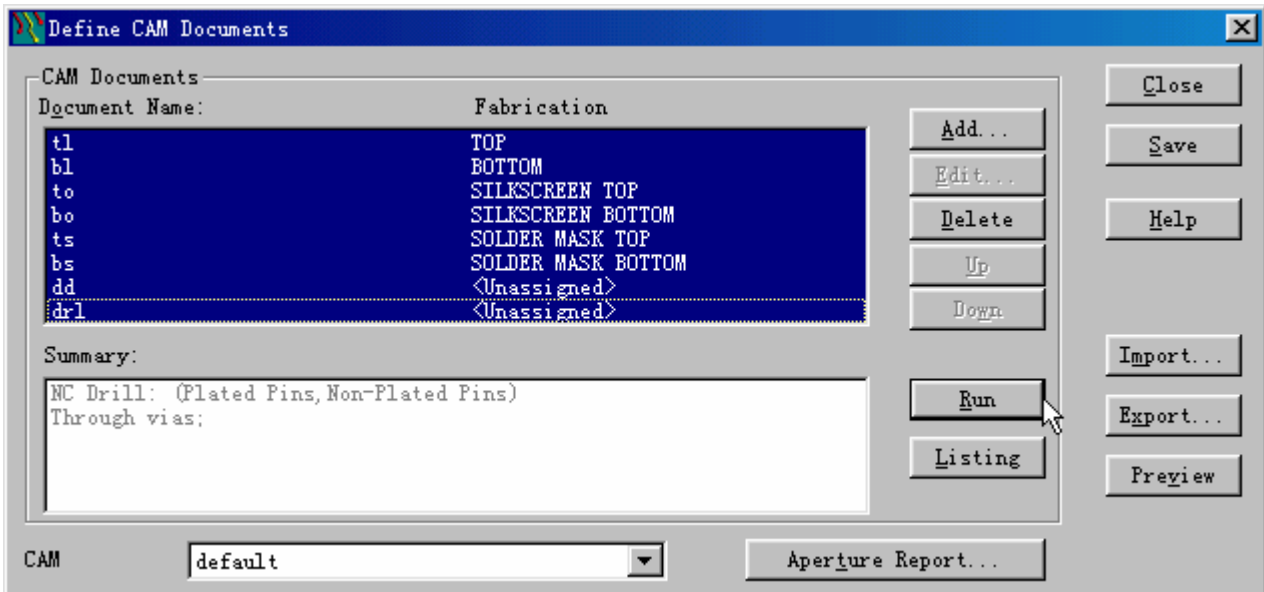 Define CAM Documents
CAM Documents
Document Name: Fabrication
tl TOP
bl BOTTOM
to SILKSCREEN TOP
bo SILKSCREEN BOTTOM
ts SOLDER MASK TOP
bs SOLDER MASK BOTTOM
dd <Unassigned>
drl <Unassigned>
Add...
Edit...
Delete
Up
Down
Close
Save
Help
Summary:
NC Drill: (Plated Pins,Non-Plated Pins)
Through vias;
Run
Listing
Import...
Export...
Preview
CAM default
Aperture Report...